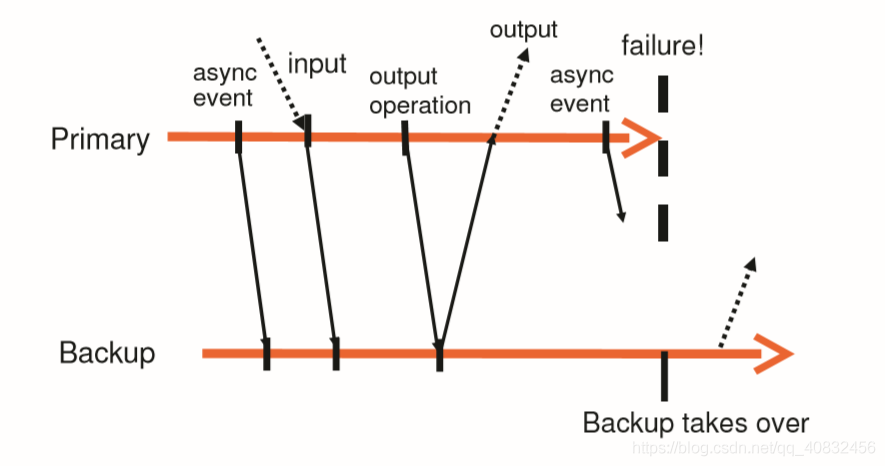 output
failure!
async
event
input
output
operation
async
event
Primary
Backup
Backup takes over
https://blog.csdn.net/qq_40832456